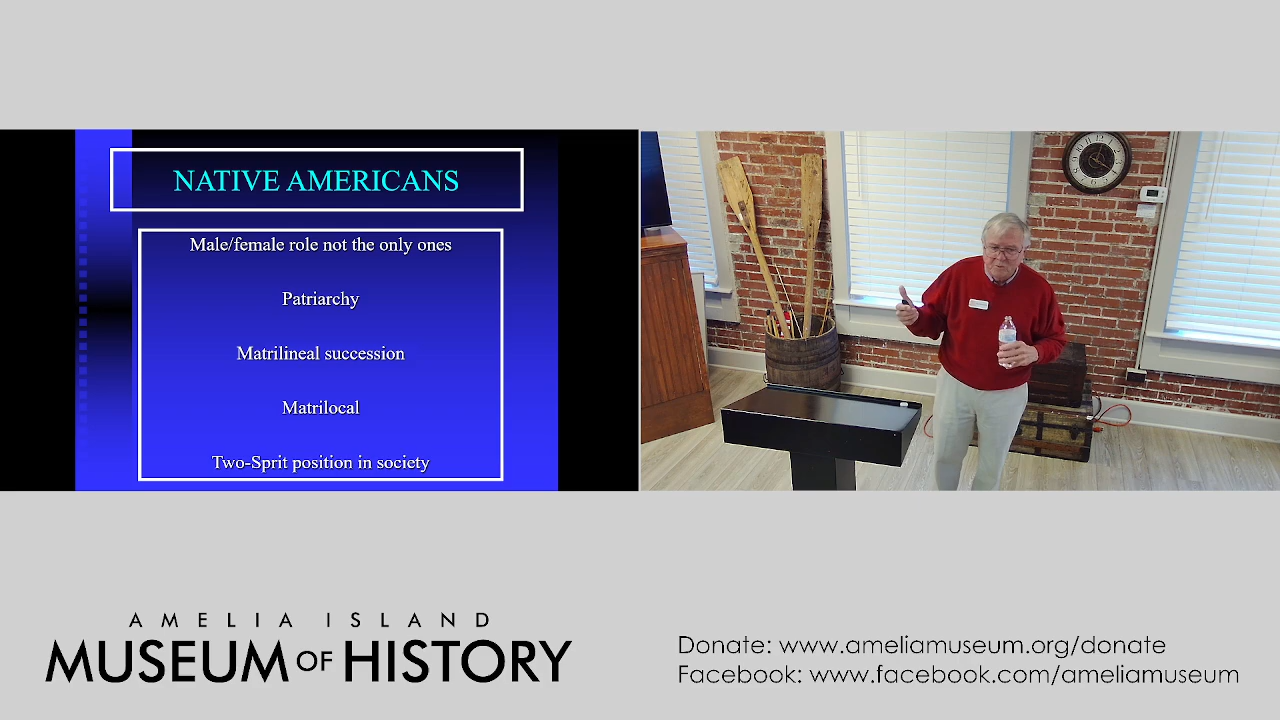 NATIVE AMERICANS
Male/female role not the only ones
Patriarchy
Matrilineal succession
Matrilocal
Two-Sprit position in society
AMELIA ISLAND
MUSEUM OF HISTORY
Donate: www.ameliamuseum.org/donate
Facebook: www.facebook.com/ameliamuseum